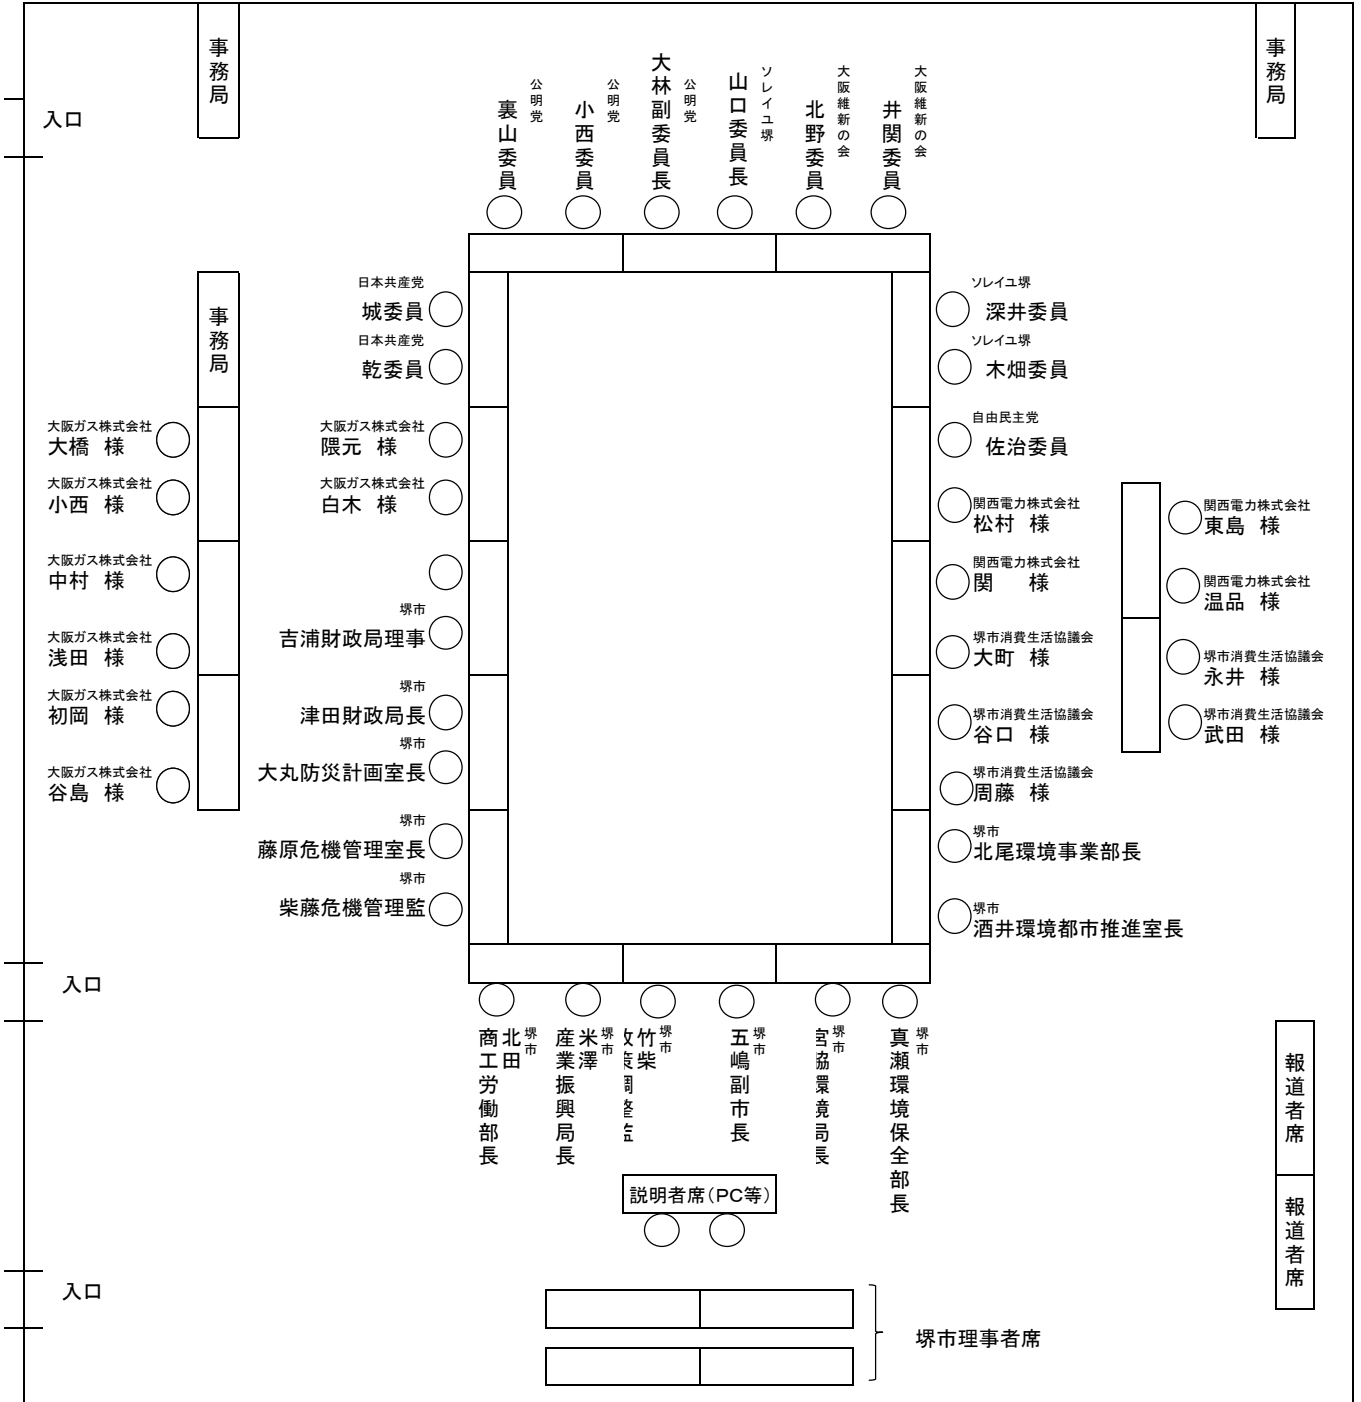 事務局
事務局
入口
公明党
裏山委員
公明党
小西委員
公明党
大林副委員長
ソレイユ堺
山口委員長
大阪維新の会
北野委員
大阪維新の会
井関委員
事務局
日本共産党
城委員
日本共産党
乾委員
大阪ガス株式会社
隈元 様
大阪ガス株式会社
白木 様
堺市
吉浦財政局理事
堺市
津田財政局長
堺市
大丸防災計画室長
堺市
藤原危機管理室長
堺市
柴藤危機管理監
大阪ガス株式会社
大橋 様
大阪ガス株式会社
小西 様
大阪ガス株式会社
中村 様
大阪ガス株式会社
浅田 様
大阪ガス株式会社
初岡 様
大阪ガス株式会社
谷島 様
ソレイユ堺
深井委員
ソレイユ堺
木畑委員
自由民主党
佐治委員
関西電力株式会社
松村 様
関西電力株式会社
関 様
堺市消費生活協議会
大町 様
堺市消費生活協議会
谷口 様
堺市消費生活協議会
周藤 様
堺市
北尾環境事業部長
堺市
酒井環境都市推進室長
関西電力株式会社
東島 様
関西電力株式会社
温品 様
堺市消費生活協議会
永井 様
堺市消費生活協議会
武田 様
入口
堺市
北田
商工労働部長
堺市
米澤
産業振興局長
堺市
竹柴
政策調整監
堺市
五嶋副市長
堺市
宮脇環境局長
堺市
真瀬環境保全部長
報道者席
報道者席
説明者席(PC等)
入口
堺市理事者席